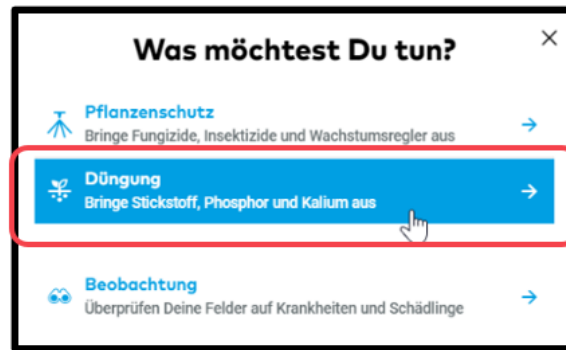 Was möchtest Du tun?
Pflanzenschutz
Bringe Fungizide, Insektizide und Wachstumsregler aus
Düngung
Bringe Stickstoff, Phosphor und Kalium aus
Beobachtung
Überprüfen Deine Felder auf Krankheiten und Schädlinge